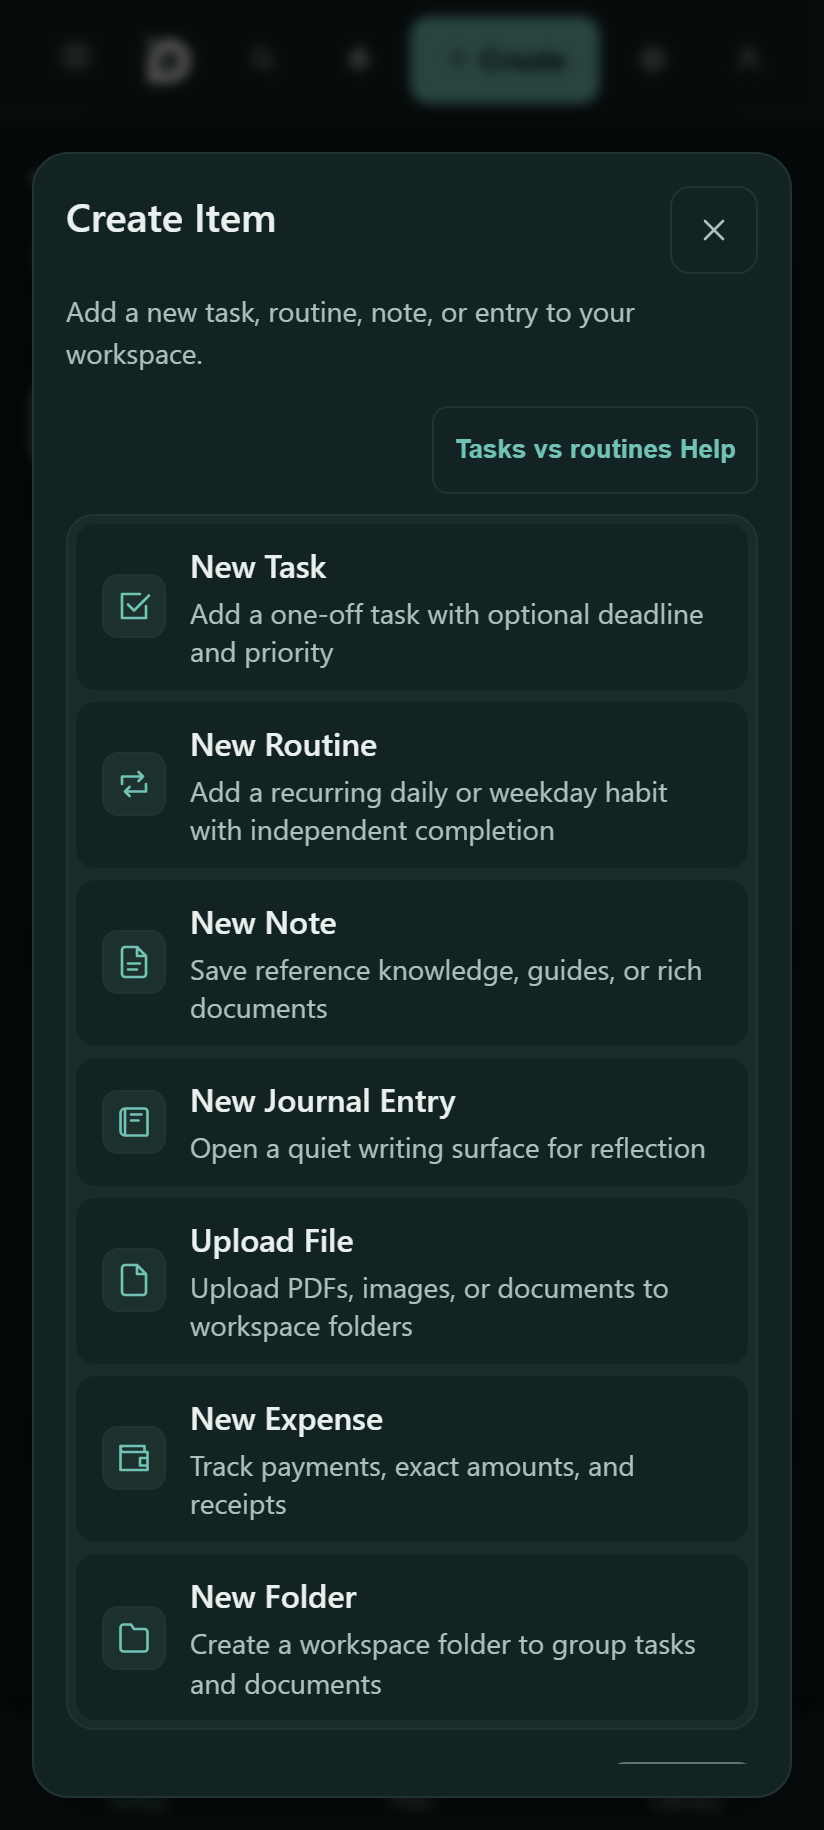 Create
Create Item
Add a new task, routine, note, or entry to your
workspace.
Tasks vs routines Help
New Task
Add a one-off task with optional deadline
and priority
New Routine
Add a recurring daily or weekday habit
with independent completion
New Note
Save reference knowledge, guides, or rich
documents
New Journal Entry
Open a quiet writing surface for reflection
Upload File
Upload PDFs, images, or documents to
workspace folders
New Expense
Track payments, exact amounts, and
receipts
New Folder
Create a workspace folder to group tasks
and documents